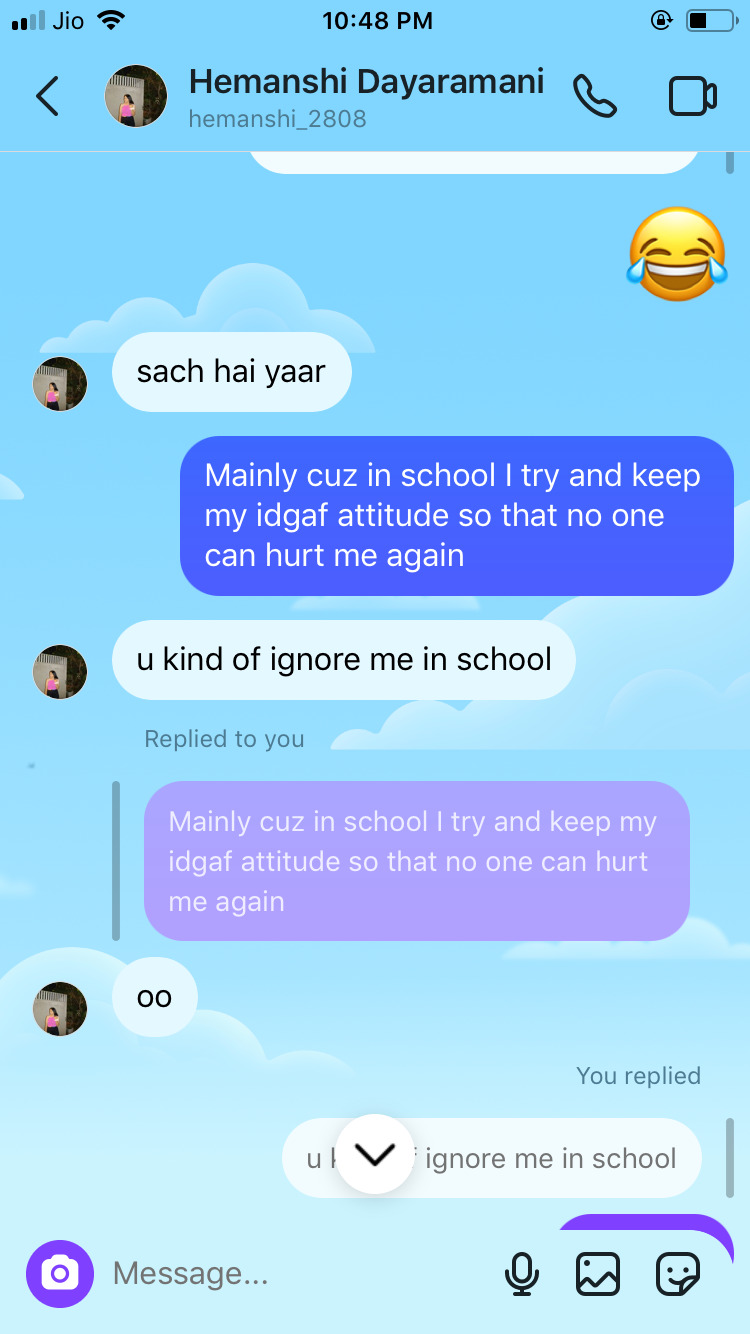 Jio
10:48 PM
Hemanshi Dayaramani
hemanshi_2808
sach hai yaar
Mainly cuz in school I try and keep
my idgaf attitude so that no one
can hurt me again
u kind of ignore me in school
Replied to you
Mainly cuz in school I try and keep my
idgaf attitude so that no one can hurt
me again
oo
You replied
u ignore me in school
Message...